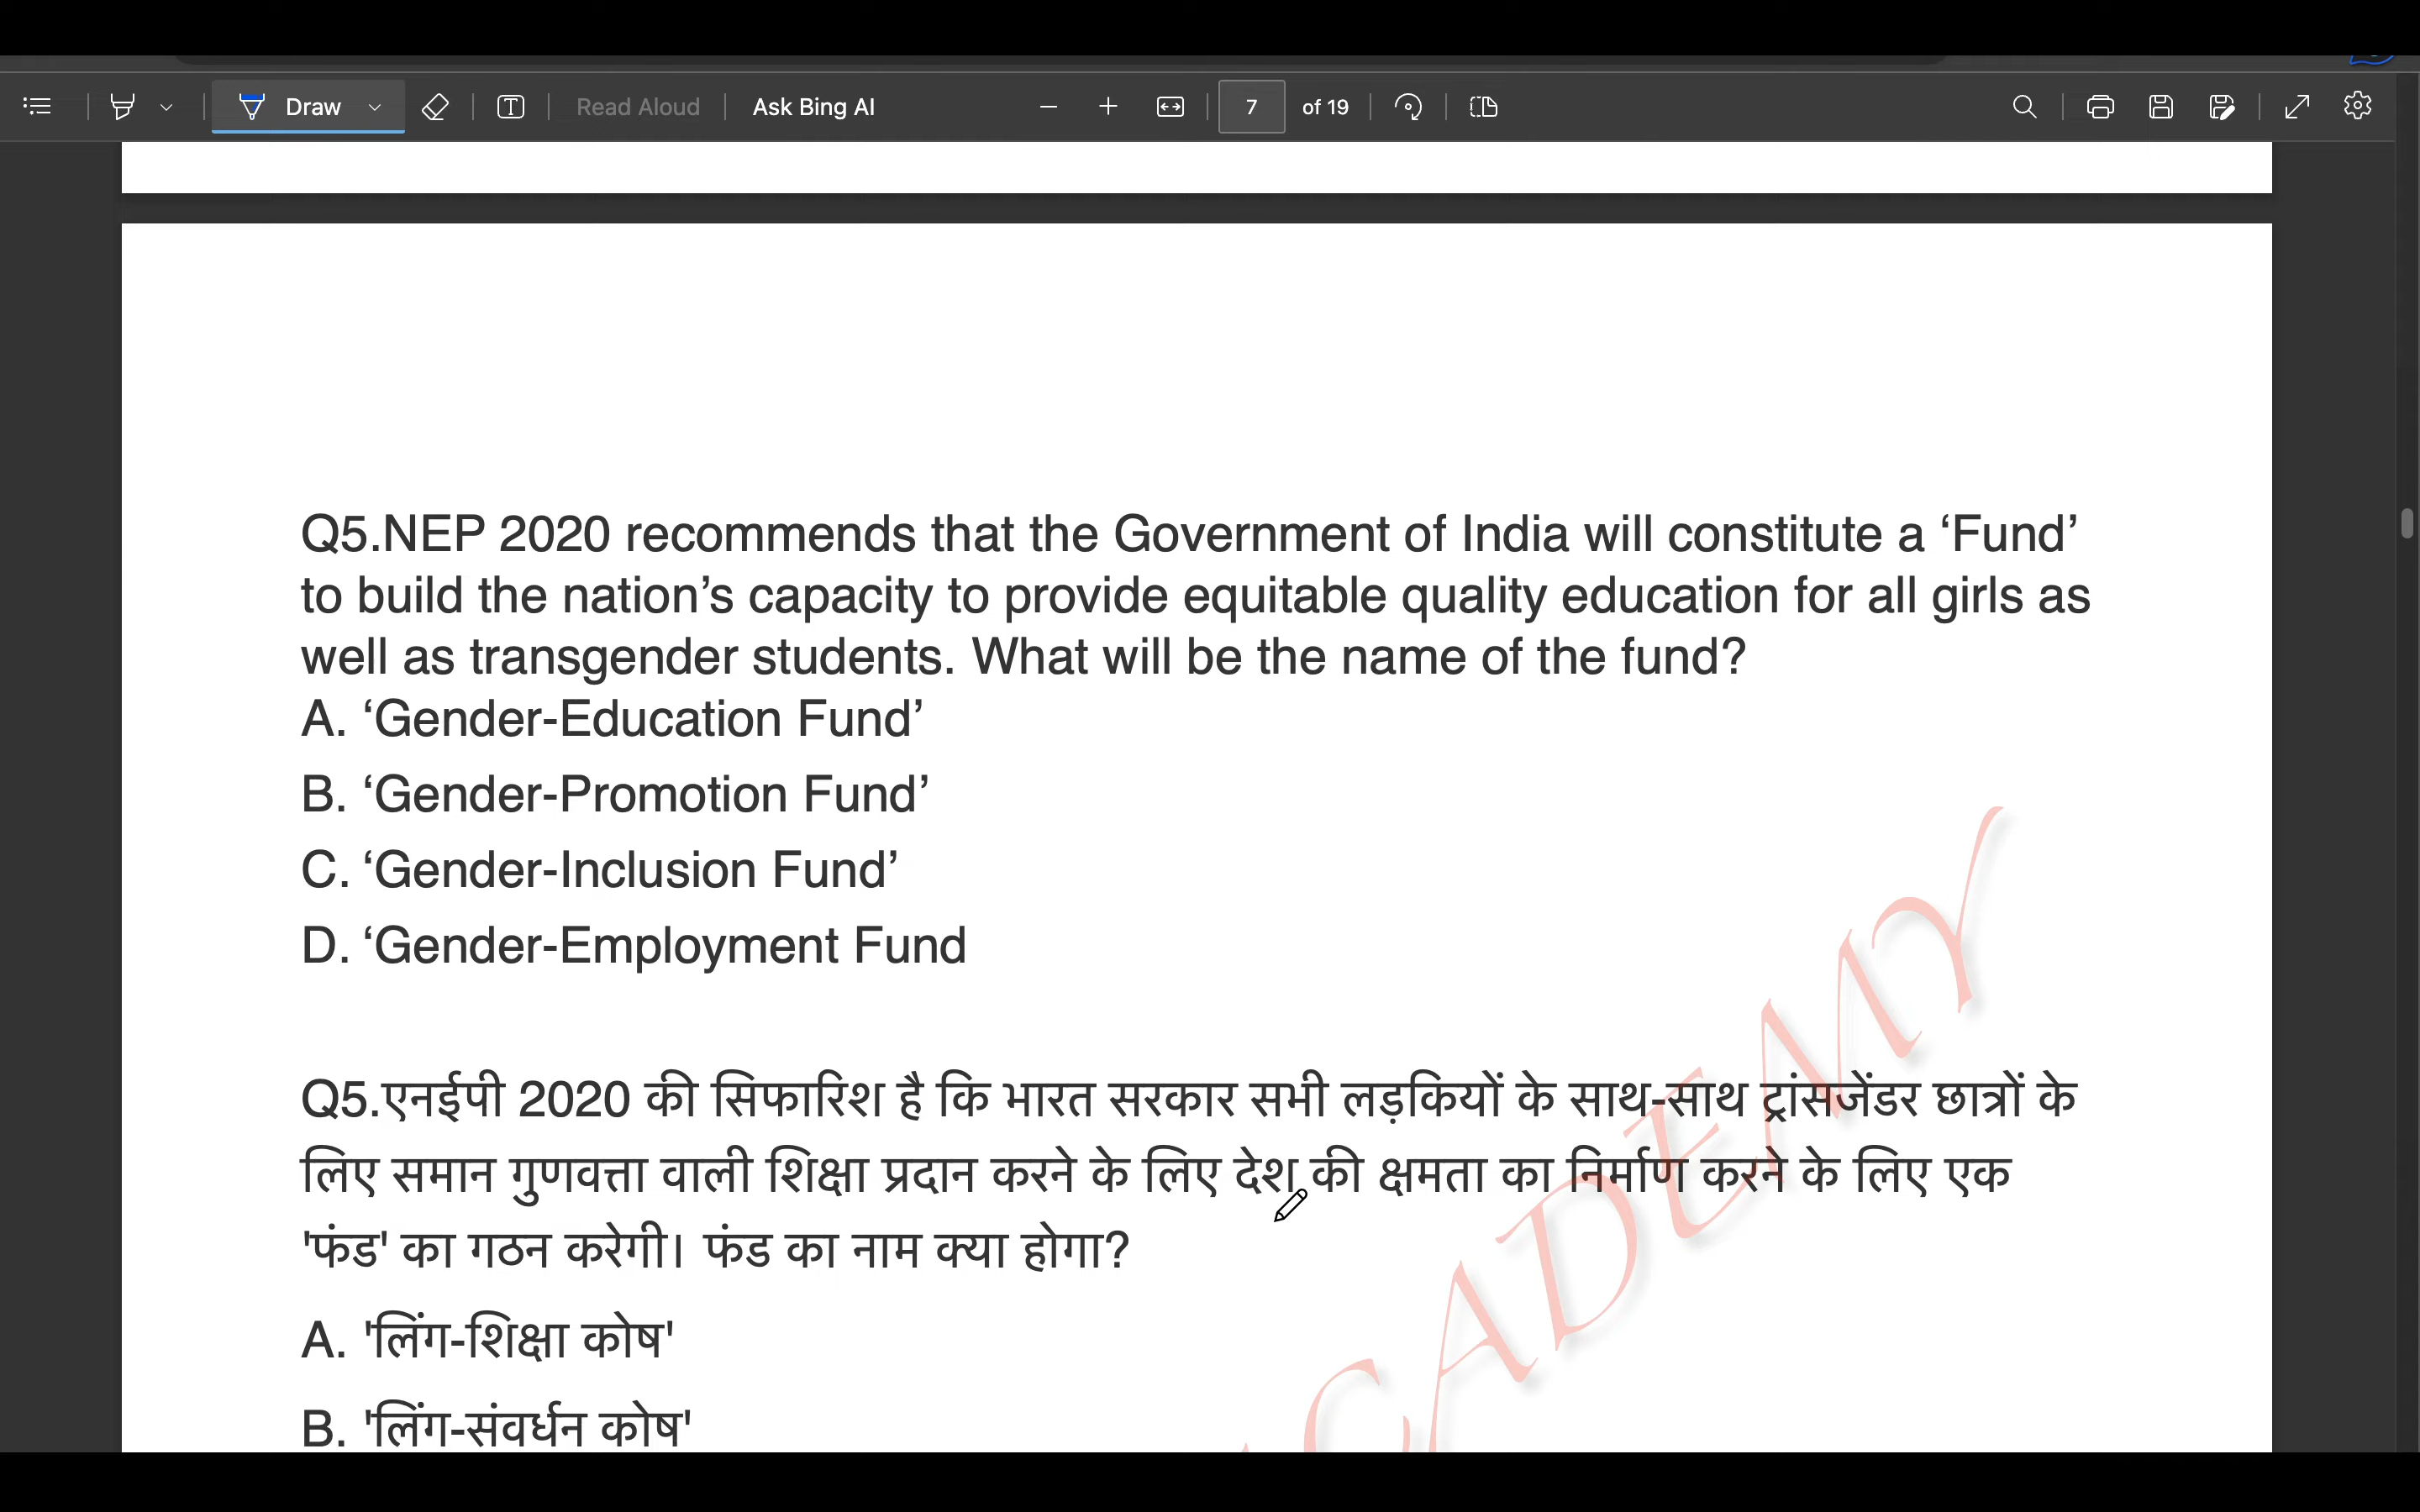 Draw
Read Aloud
Ask Bing AI
7 of 19
Q5.NEP 2020 recommends that the Government of India will constitute a ‘Fund’
to build the nation’s capacity to provide equitable quality education for all girls as
well as transgender students. What will be the name of the fund?
A. ‘Gender-Education Fund’
B. ‘Gender-Promotion Fund’
C. ‘Gender-Inclusion Fund’
D. ‘Gender-Employment Fund
Q5.एनईपी 2020 की सिफारिश है कि भारत सरकार सभी लड़कियों के साथ-साथ ट्रांसजेंडर छात्रों के
लिए समान गुणवत्ता वाली शिक्षा प्रदान करने के लिए देश की क्षमता का निर्माण करने के लिए एक
'फंड' का गठन करेगी। फंड का नाम क्या होगा?
A. 'लिंग-शिक्षा कोष'
B. 'लिंग-संवर्धन कोष'
CADEMY